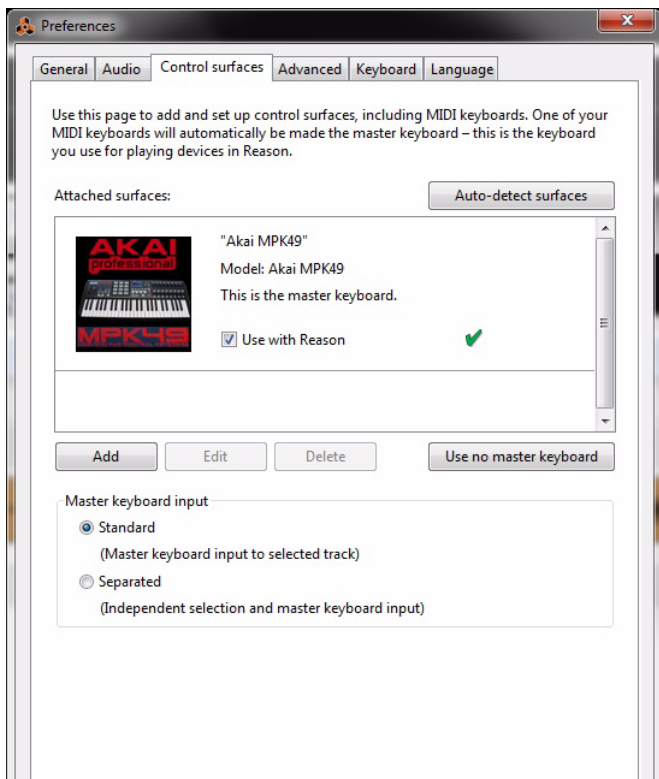 Preferences
General Audio Control surfaces Advanced Keyboard Language
Use this page to add and set up control surfaces, including MIDI keyboards. One of your
MIDI keyboards will automatically be made the master keyboard – this is the keyboard
you use for playing devices in Reason.
Attached surfaces:
Auto-detect surfaces
AKAI
professional
MPK49
"Akai MPK49"
Model: Akai MPK49
This is the master keyboard.
Use with Reason
Add Edit Delete Use no master keyboard
Master keyboard input
Standard
(Master keyboard input to selected track)
Separated
(Independent selection and master keyboard input)